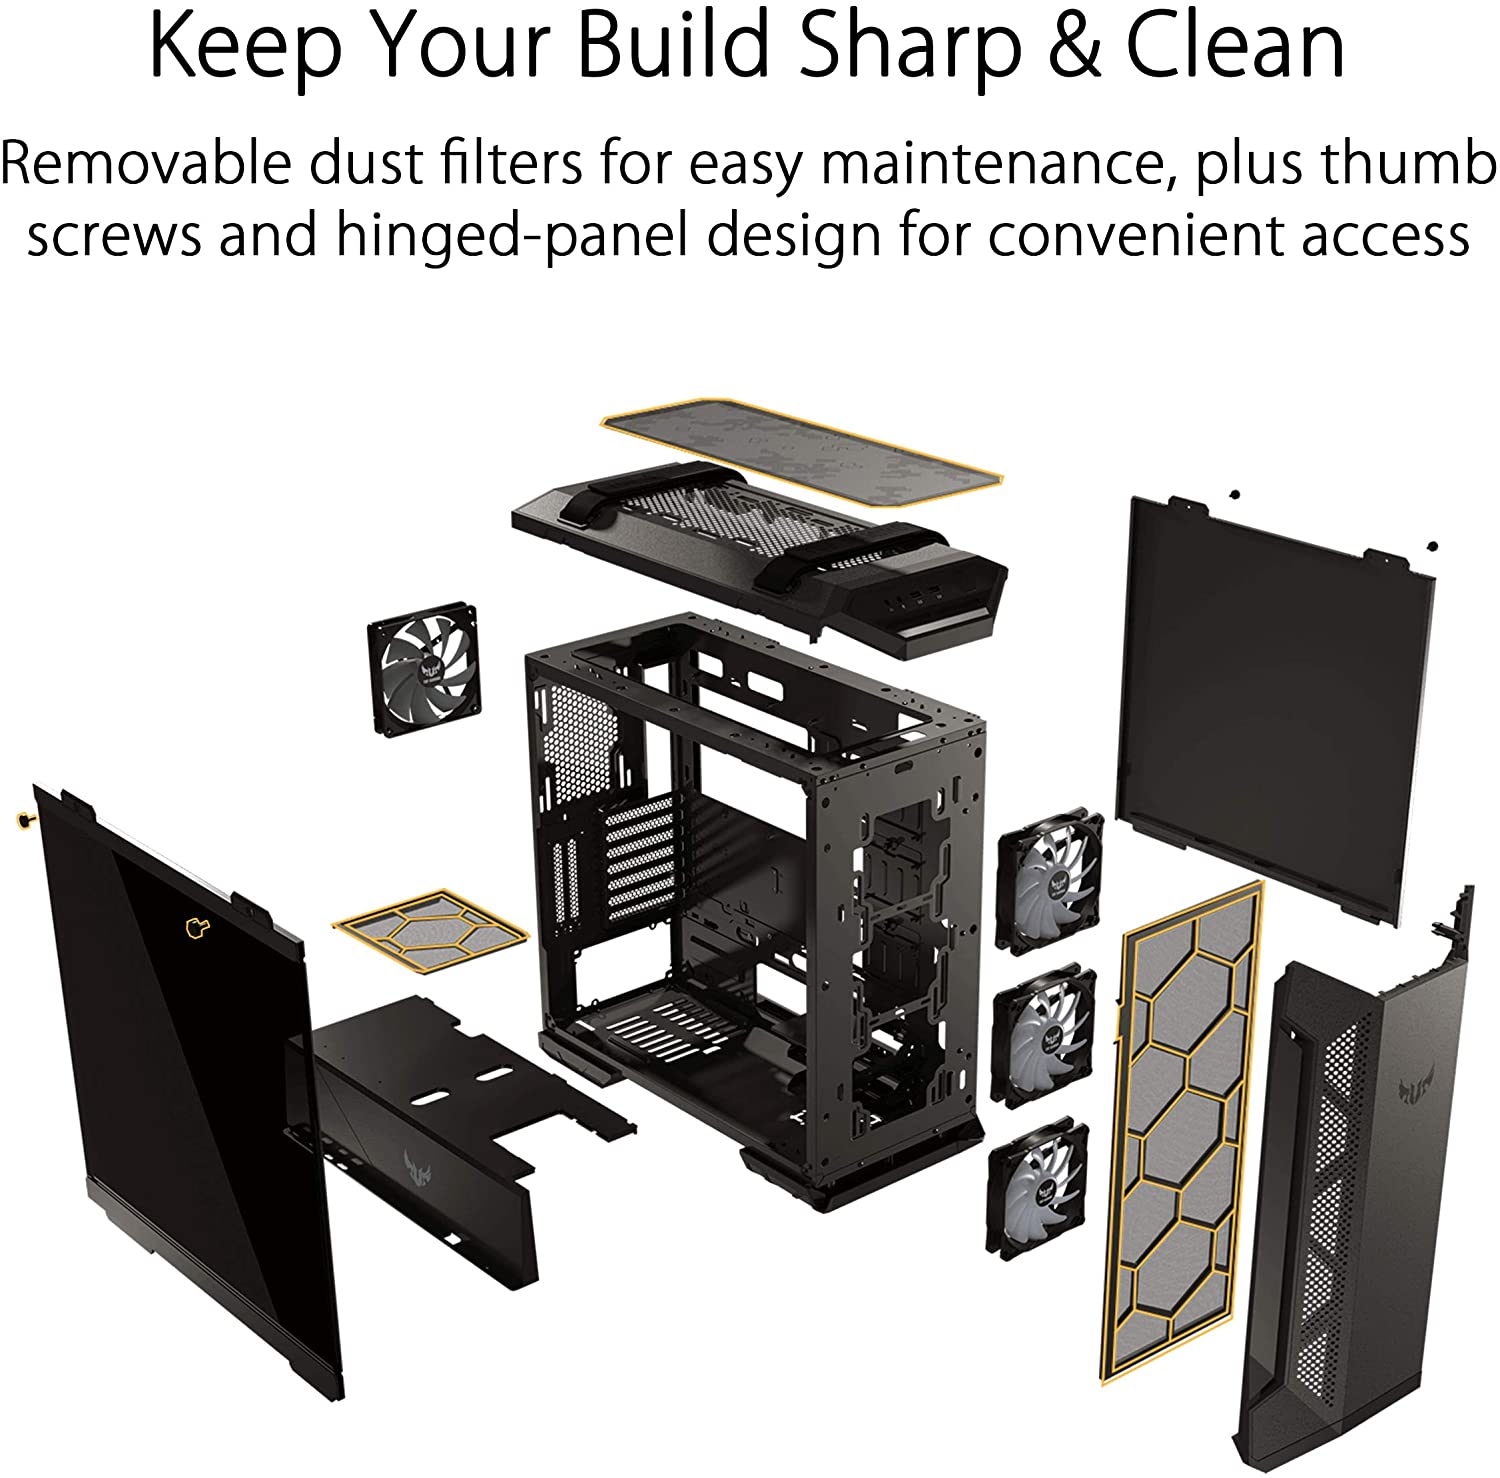 Keep Your Build Sharp & Clean
Removable dust filters for easy maintenance, plus thumb
screws and hinged-panel design for convenient access